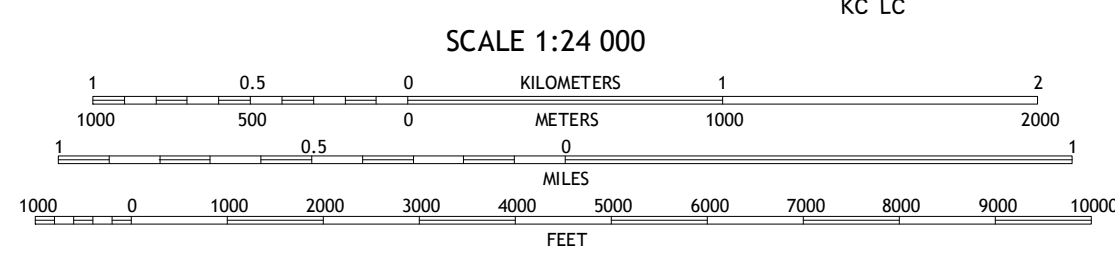 KC LC
SCALE 1:24 000
1 0.5 0 KILOMETERS 1 2
1000 500 0 METERS 1000 2000
1 0.5 0 1
MILES
1000 0 1000 2000 3000 4000 5000 6000 7000 8000 9000 10000
FEET